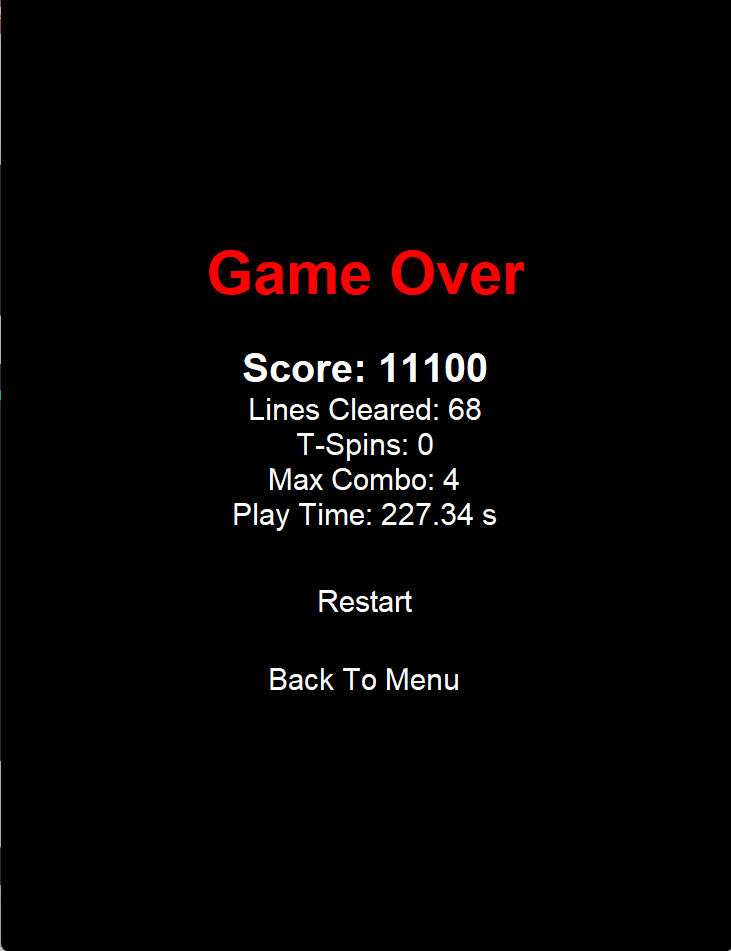 Game Over
Score: 11100
Lines Cleared: 68
T-Spins: 0
Max Combo: 4
Play Time: 227.34 s
Restart
Back To Menu